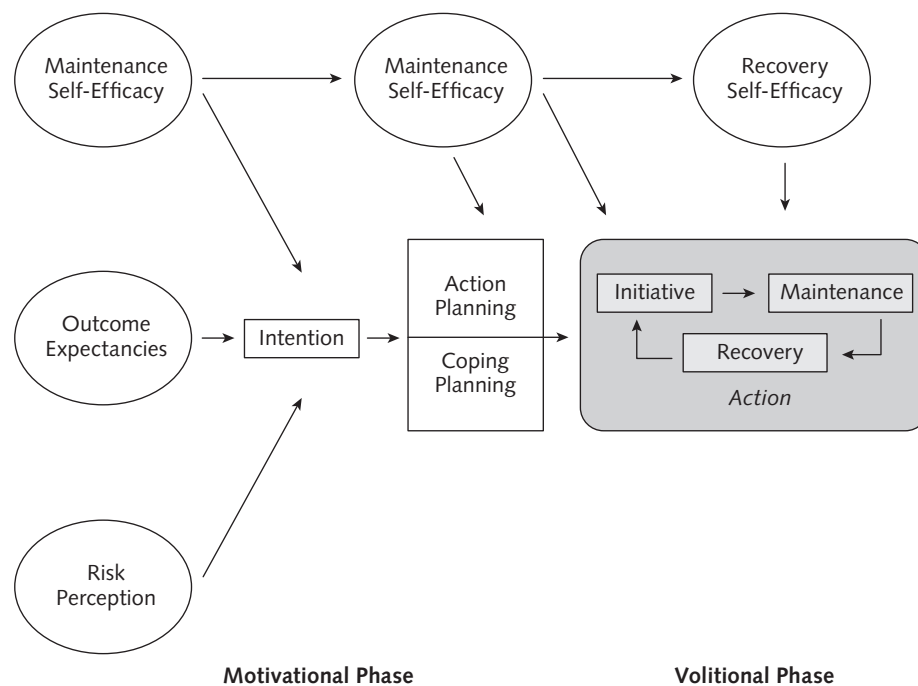 Maintenance
Self-Efficacy
Maintenance
Self-Efficacy
Recovery
Self-Efficacy
Outcome
Expectancies
Intention
Action
Planning
Coping
Planning
Initiative
Maintenance
Recovery
Action
Risk
Perception
Motivational Phase
Volitional Phase